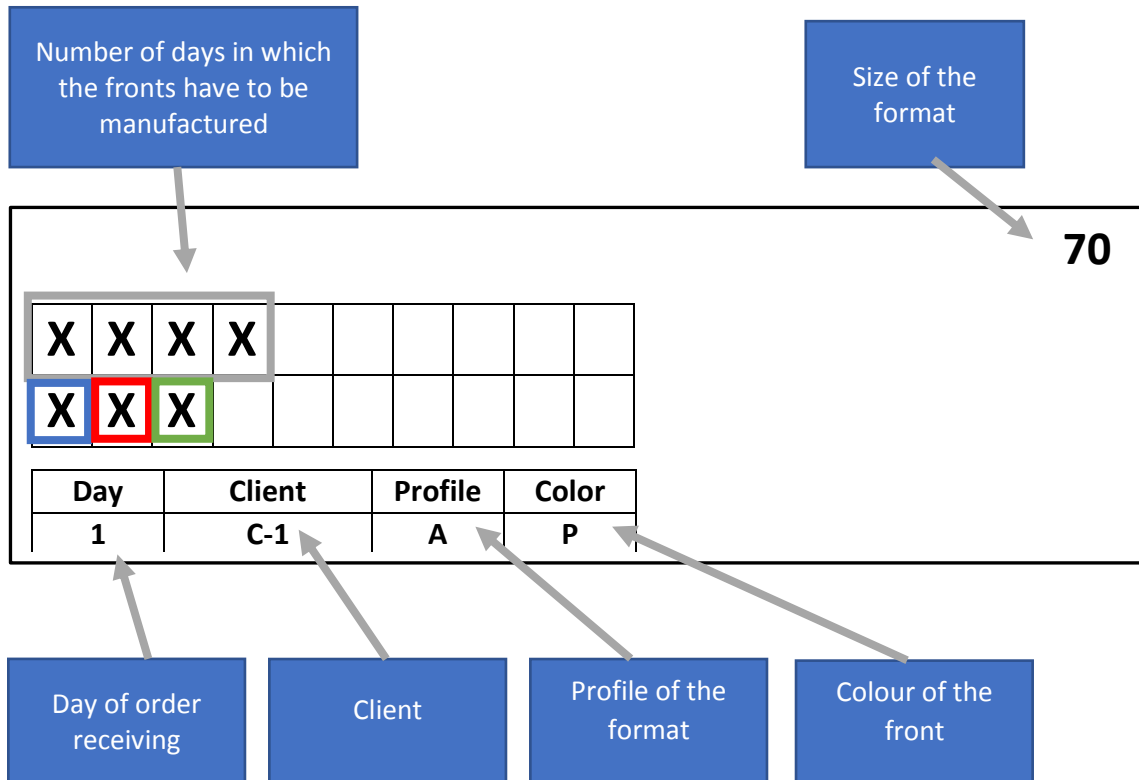 Number of days in which
the fronts have to be
manufactured
Size of the
format
70
X X X X
X X X
Day Client Profile Color
1 C-1 A P
Day of order
receiving
Client
Profile of the
format
Colour of the
front